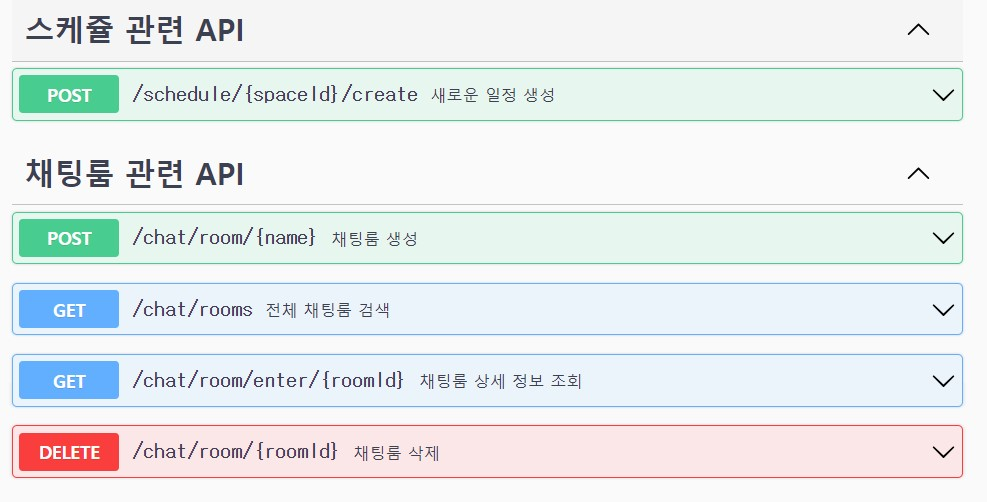 스케쥴 관련 API
POST /schedule/{spaceId}/create 새로운 일정 생성
채팅룸 관련 API
POST /chat/room/{name} 채팅룸 생성
GET /chat/rooms 전체 채팅룸 검색
GET /chat/room/enter/{roomId} 채팅룸 상세 정보 조회
DELETE /chat/room/{roomId} 채팅룸 삭제